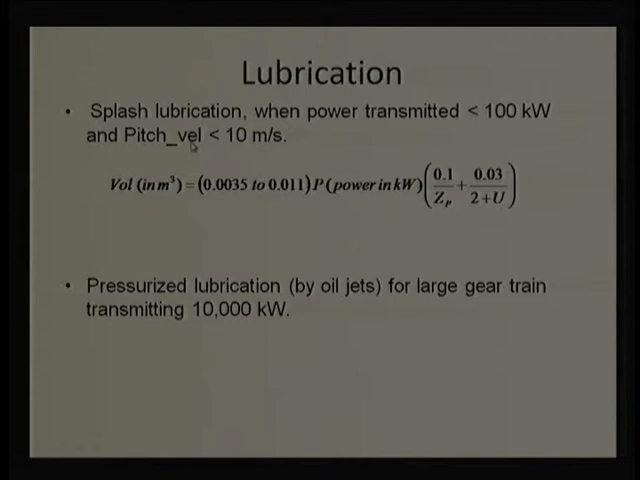 Lubrication
• Splash lubrication, when power transmitted < 100 kW
and Pitch_vel < 10 m/s.
Vol (in m³) = (0.0035 to 0.011) P (power in kW) (0.1/Zₚ + 0.03/(2+U))
• Pressurized lubrication (by oil jets) for large gear train
transmitting 10,000 kW.